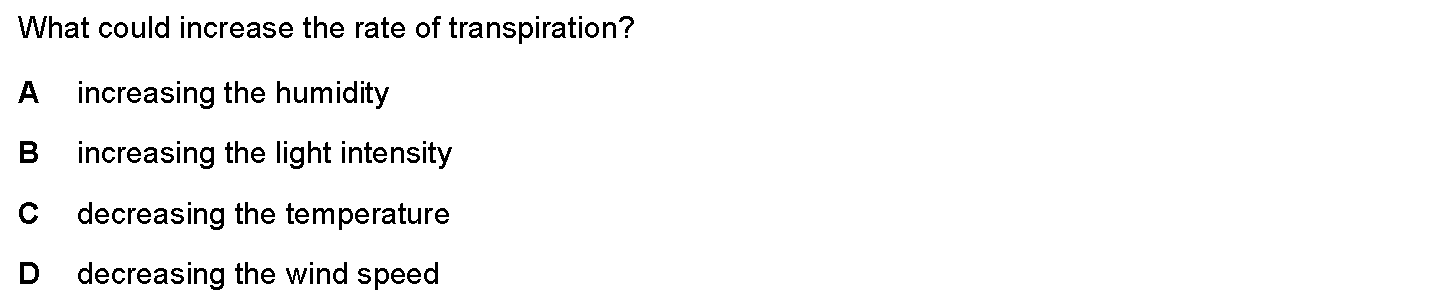 What could increase the rate of transpiration?
A increasing the humidity
B increasing the light intensity
C decreasing the temperature
D decreasing the wind speed